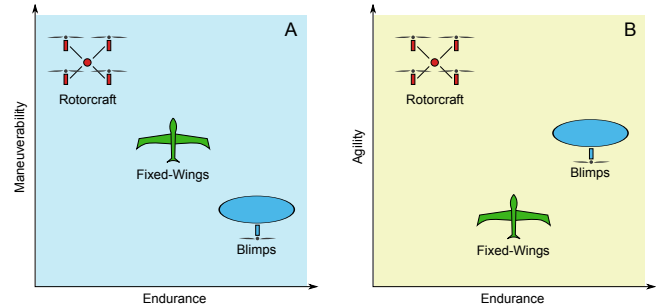 A
Maneuverability
Rotorcraft
Fixed-Wings
Blimps
Endurance
B
Agility
Rotorcraft
Blimps
Fixed-Wings
Endurance